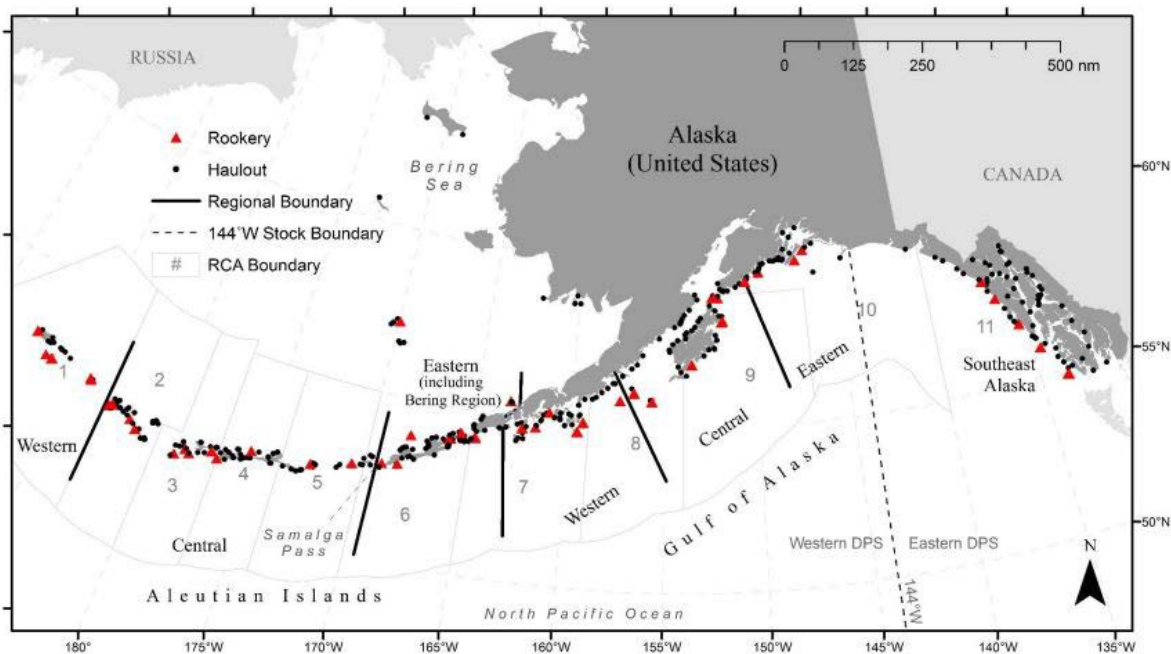 RUSSIA
0 125 250 500 nm
Rookery
Haulout
Regional Boundary
144°W Stock Boundary
# RCA Boundary
Bering
Sea
Alaska
(United States)
CANADA
60°N
55°N
50°N
1
2
Western
3
4
5
Central
Samalga
Pass
6
Eastern
(including
Bering Region)
7
Western
8
9
Central
Eastern
10
11
Southeast
Alaska
Gulf of Alaska
Western DPS
Eastern DPS
144°W
N
Aleutian Islands
North Pacific Ocean
180°
175°W
170°W
165°W
160°W
155°W
150°W
145°W
140°W
135°W